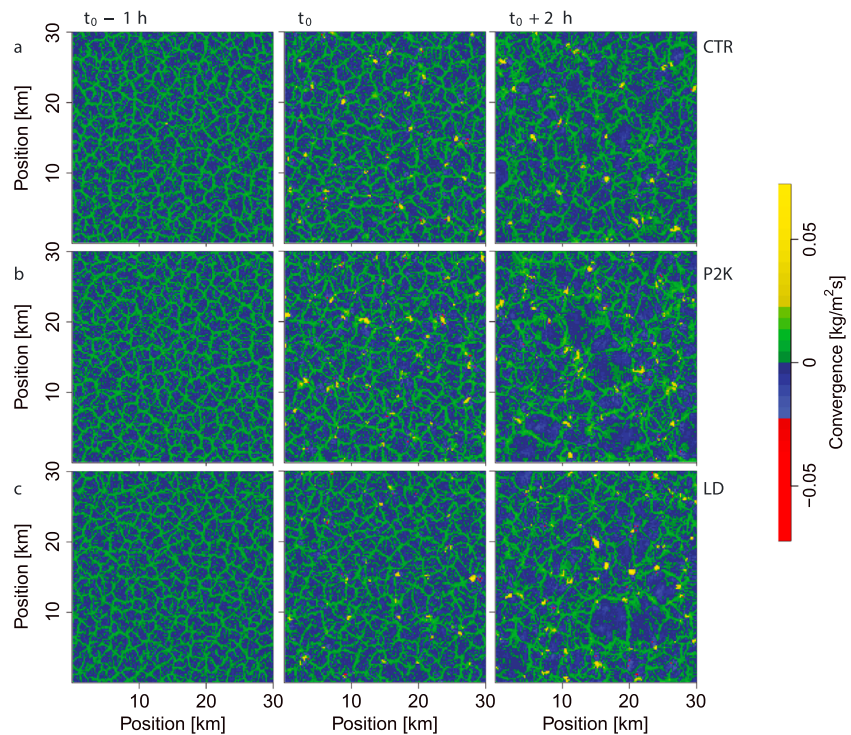 t0 − 1 h
t0
t0 + 2 h
a
30
20
10
Position [km]
CTR
b
30
20
10
Position [km]
P2K
c
30
20
10
Position [km]
LD
10 20 30
10 20 30
10 20 30
Position [km]
Position [km]
Position [km]
0.05
0
−0.05
Convergence [kg/m²s]